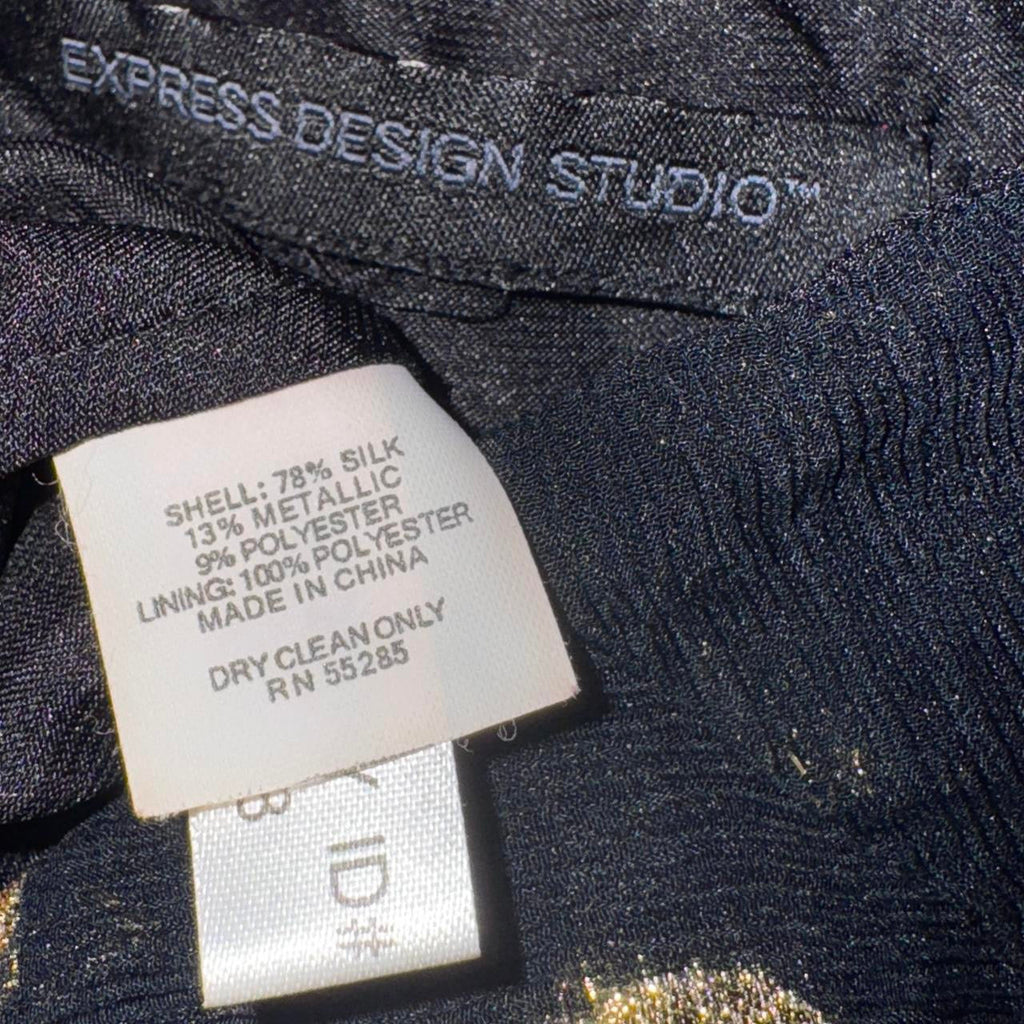 EXPRESS DESIGN STUDIO™
SHELL: 78% SILK
13% METALLIC
9% POLYESTER
LINING: 100% POLYESTER
MADE IN CHINA
DRY CLEAN ONLY
RN 55285
ID#